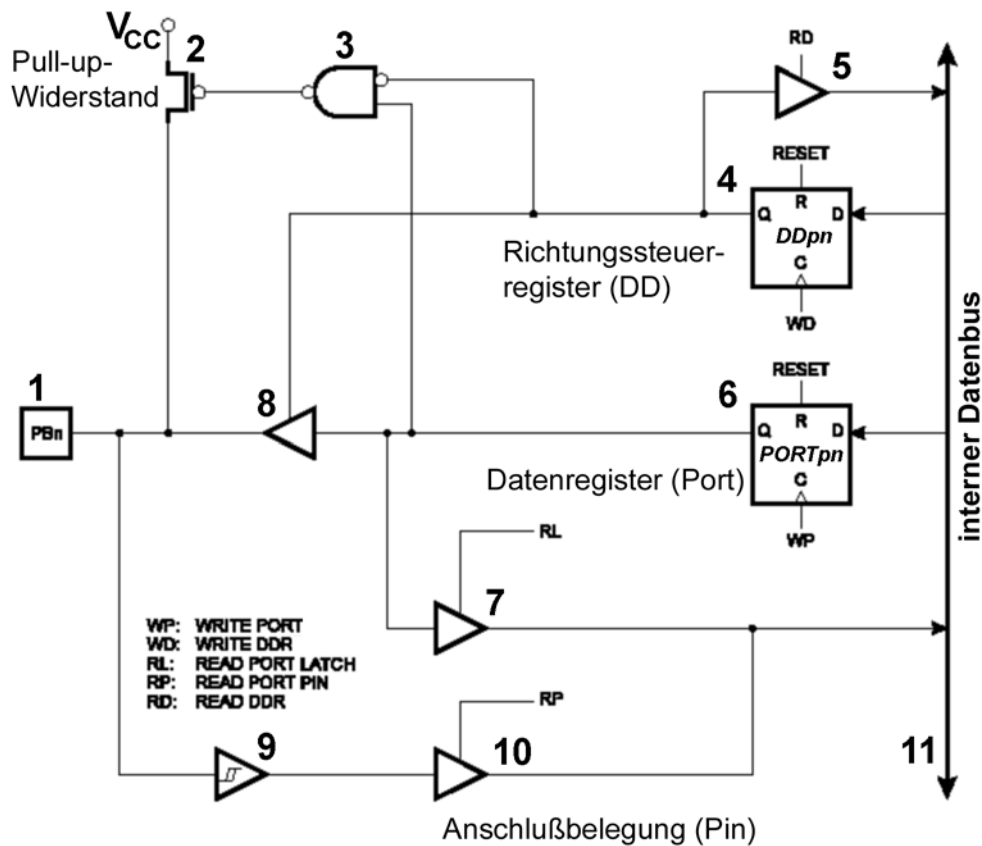 VCC
2
3
Pull-up-
Widerstand
RD
5
RESET
4
R
Q
D
DDpn
C
WD
Richtungssteuer-
register (DD)
interner Datenbus
1
PBn
8
RESET
6
R
Q
D
PORTpn
C
WP
Datenregister (Port)
RL
7
WP: WRITE PORT
WD: WRITE DDR
RL: READ PORT LATCH
RP: READ PORT PIN
RD: READ DDR
RP
9
10
11
Anschlußbelegung (Pin)